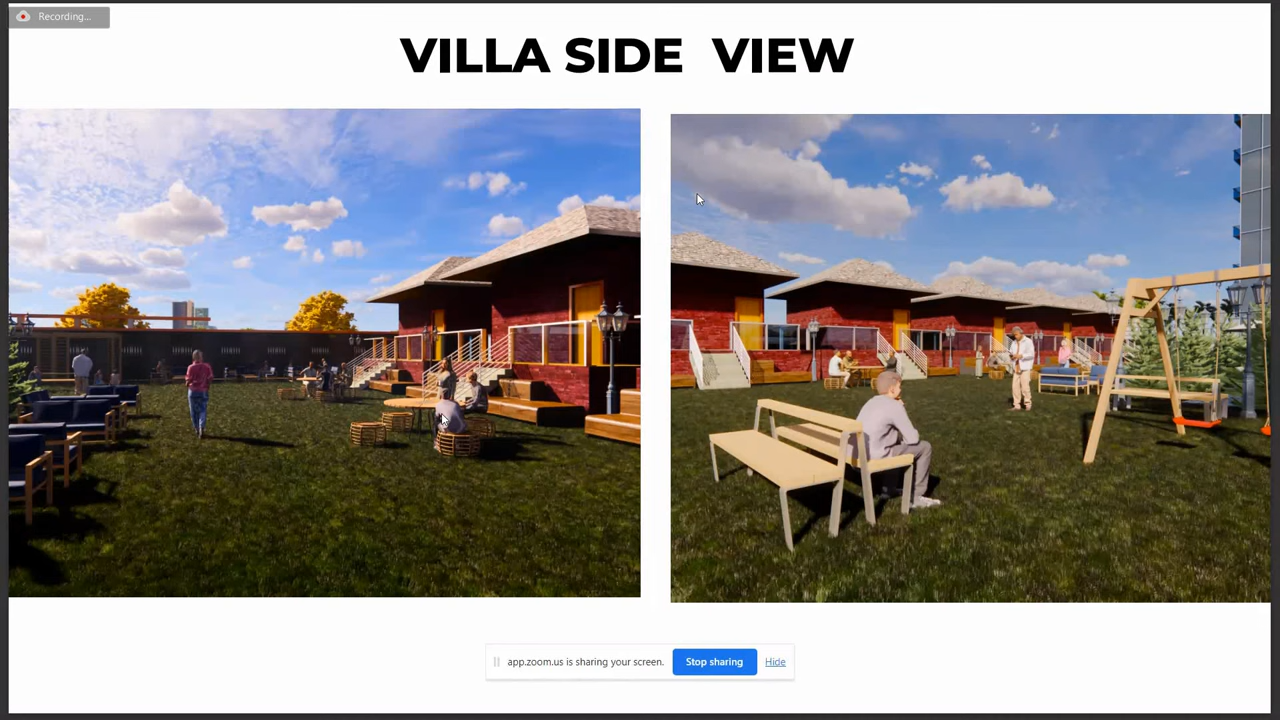 Recording...
VILLA SIDE VIEW
app.zoom.us is sharing your screen.
Stop sharing
Hide